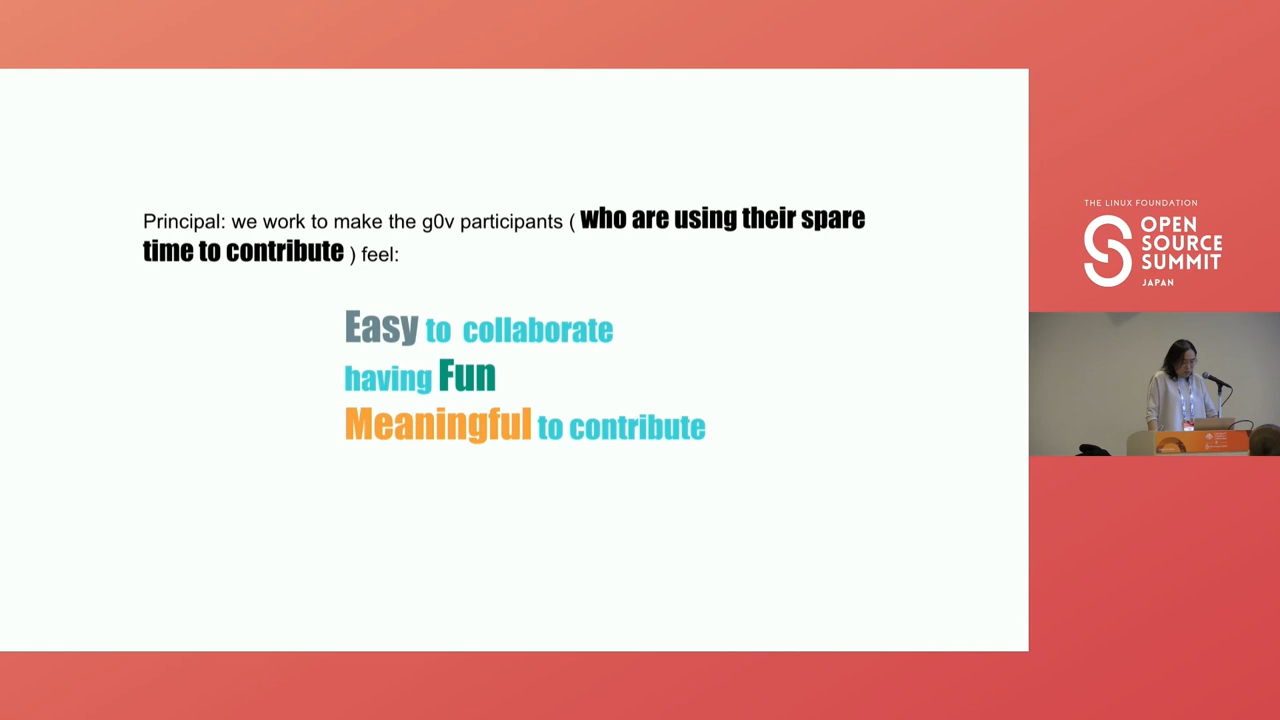 Principal: we work to make the g0v participants ( who are using their spare
time to contribute ) feel:
Easy to collaborate
having Fun
Meaningful to contribute
THE LINUX FOUNDATION
OPEN
SOURCE
SUMMIT
JAPAN